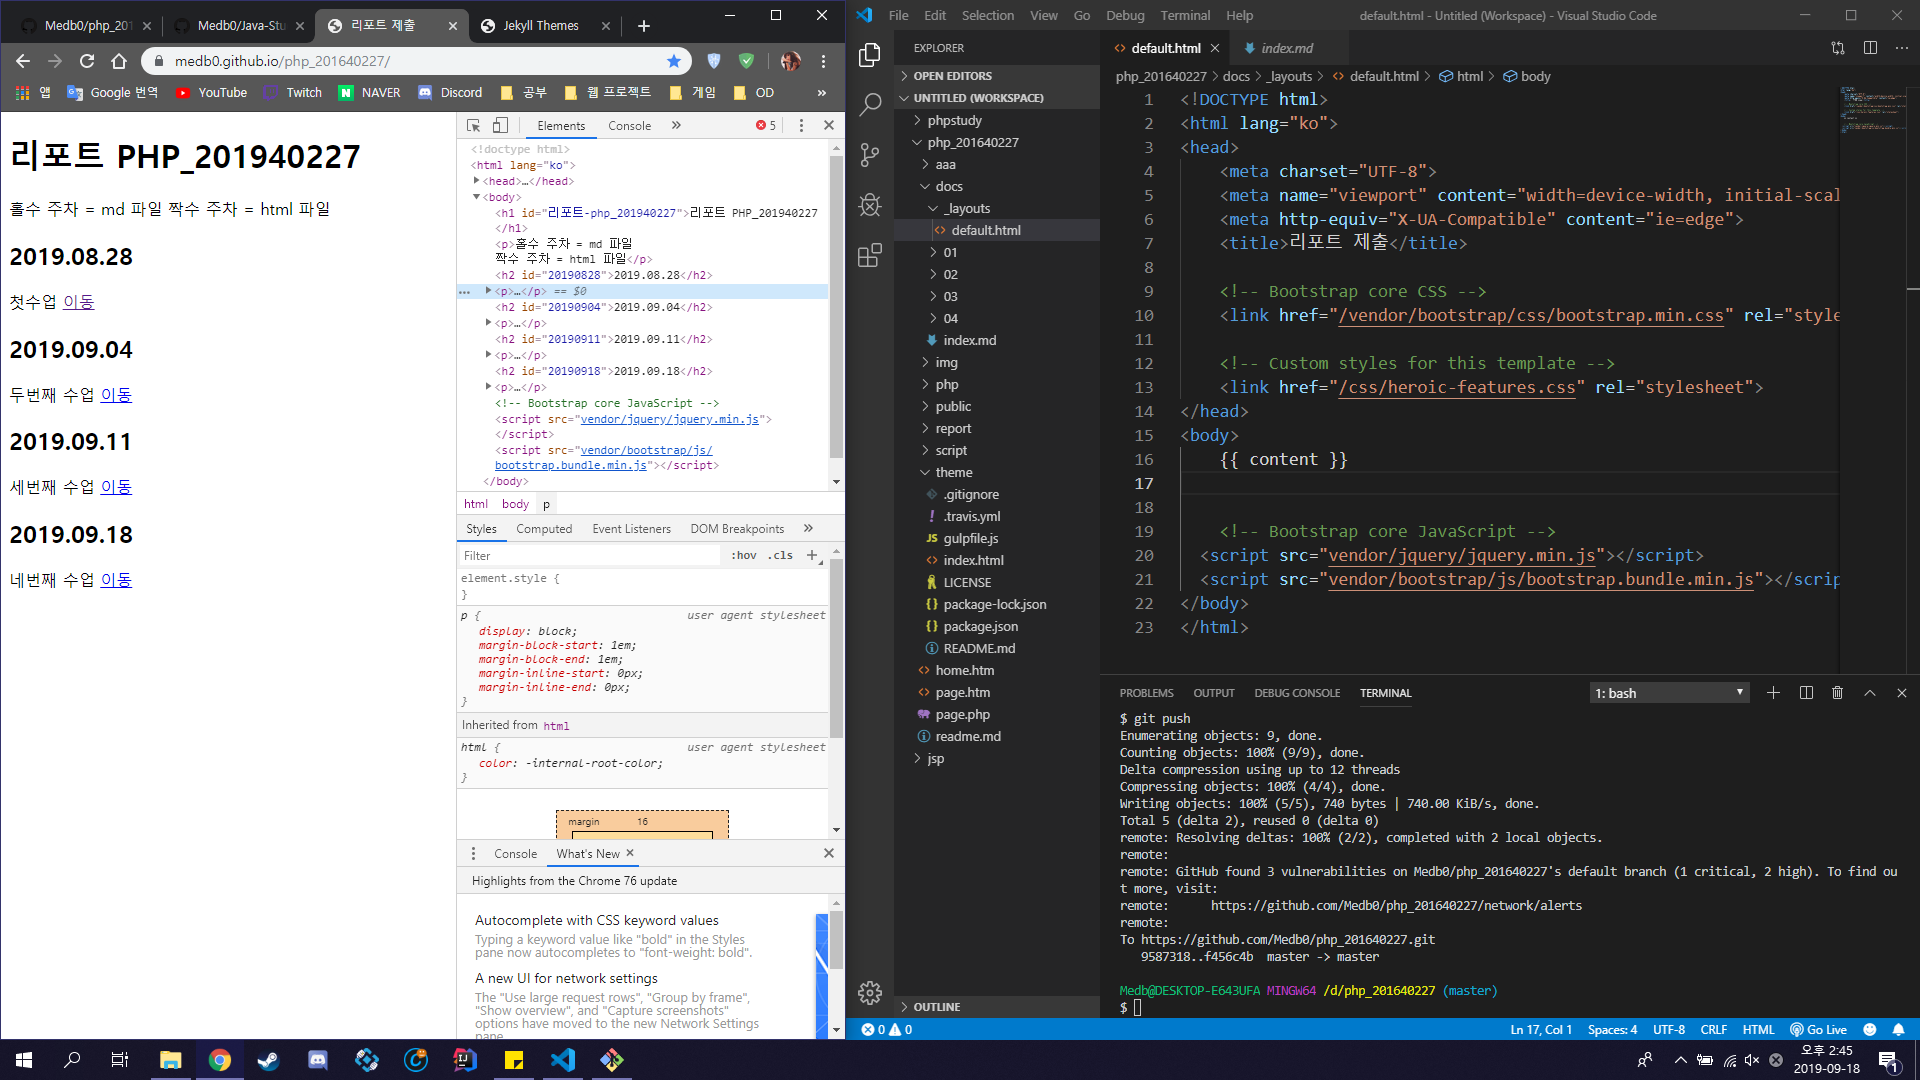 Medb0/php_201
Medb0/Java-Stu
리포트 제출
Jekyll Themes
medb0.github.io/php_201640227/
앱
Google 번역
YouTube
Twitch
NAVER
Discord
공부
웹 프로젝트
게임
OD
»
리포트 PHP_201940227
홀수 주차 = md 파일 짝수 주차 = html 파일
2019.08.28
첫수업 이동
2019.09.04
두번째 수업 이동
2019.09.11
세번째 수업 이동
2019.09.18
네번째 수업 이동
Elements Console » 5
<!doctype html>
<html lang="ko">
<head>…</head>
<body>
<h1 id="리포트-php_201940227">리포트 PHP_201940227
</h1>
<p>홀수 주차 = md 파일
짝수 주차 = html 파일</p>
<h2 id="20190828">2019.08.28</h2>
… <p>…</p> == $0
<h2 id="20190904">2019.09.04</h2>
<p>…</p>
<h2 id="20190911">2019.09.11</h2>
<p>…</p>
<h2 id="20190918">2019.09.18</h2>
<p>…</p>
<!-- Bootstrap core JavaScript -->
<script src="vendor/jquery/jquery.min.js">
</script>
<script src="vendor/bootstrap/js/
bootstrap.bundle.min.js"></script>
</body>
html body p
Styles Computed Event Listeners DOM Breakpoints »
Filter :hov .cls +
element.style {
}
p { user agent stylesheet
display: block;
margin-block-start: 1em;
margin-block-end: 1em;
margin-inline-start: 0px;
margin-inline-end: 0px;
}
Inherited from html
html { user agent stylesheet
color: -internal-root-color;
}
margin 16
Console What's New
Highlights from the Chrome 76 update
Autocomplete with CSS keyword values
Typing a keyword value like "bold" in the Styles
pane now autocompletes to "font-weight: bold".
A new UI for network settings
The "Use large request rows", "Group by frame",
"Show overview", and "Capture screenshots"
options have moved to the new Network Settings
pane.
File Edit Selection View Go Debug Terminal Help
default.html - Untitled (Workspace) - Visual Studio Code
EXPLORER
OPEN EDITORS
UNTITLED (WORKSPACE)
phpstudy
php_201640227
aaa
docs
_layouts
default.html
01
02
03
04
index.md
img
php
public
report
script
theme
.gitignore
.travis.yml
gulpfile.js
index.html
LICENSE
package-lock.json
package.json
README.md
home.htm
page.htm
page.php
readme.md
jsp
OUTLINE
default.html
index.md
php_201640227 > docs > _layouts > default.html > html > body
1 <!DOCTYPE html>
2 <html lang="ko">
3 <head>
4 <meta charset="UTF-8">
5 <meta name="viewport" content="width=device-width, initial-scal
6 <meta http-equiv="X-UA-Compatible" content="ie=edge">
7 <title>리포트 제출</title>
8
9 <!-- Bootstrap core CSS -->
10 <link href="/vendor/bootstrap/css/bootstrap.min.css" rel="style
11
12 <!-- Custom styles for this template -->
13 <link href="/css/heroic-features.css" rel="stylesheet">
14 </head>
15 <body>
16 {{ content }}
17
18
19 <!-- Bootstrap core JavaScript -->
20 <script src="vendor/jquery/jquery.min.js"></script>
21 <script src="vendor/bootstrap/js/bootstrap.bundle.min.js"></scrip
22 </body>
23 </html>
PROBLEMS OUTPUT DEBUG CONSOLE TERMINAL 1: bash
$ git push
Enumerating objects: 9, done.
Counting objects: 100% (9/9), done.
Delta compression using up to 12 threads
Compressing objects: 100% (4/4), done.
Writing objects: 100% (5/5), 740 bytes | 740.00 KiB/s, done.
Total 5 (delta 2), reused 0 (delta 0)
remote: Resolving deltas: 100% (2/2), completed with 2 local objects.
remote:
remote: GitHub found 3 vulnerabilities on Medb0/php_201640227's default branch (1 critical, 2 high). To find ou
t more, visit:
remote: https://github.com/Medb0/php_201640227/network/alerts
remote:
To https://github.com/Medb0/php_201640227.git
9587318..f456c4b master -> master
Medb@DESKTOP-E643UFA MINGW64 /d/php_201640227 (master)
$
0 0
Ln 17, Col 1 Spaces: 4 UTF-8 CRLF HTML Go Live
오후 2:45
2019-09-18
1